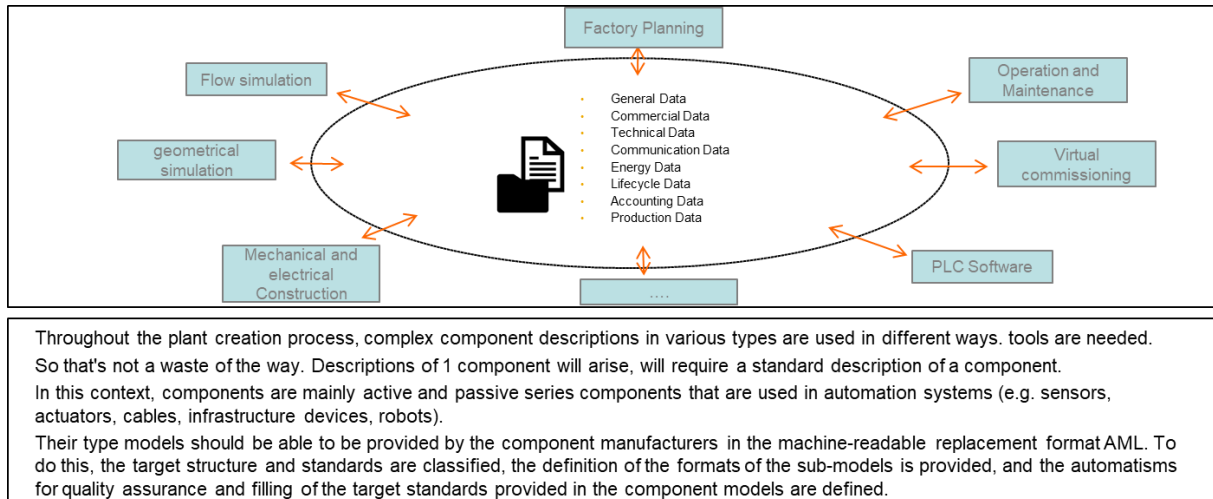 Factory Planning
Flow simulation
Operation and
Maintenance
General Data
Commercial Data
Technical Data
Communication Data
Energy Data
Lifecycle Data
Accounting Data
Production Data
geometrical
simulation
Virtual
commissioning
Mechanical and
electrical
Construction
PLC Software
....
Throughout the plant creation process, complex component descriptions in various types are used in different ways. tools are needed.
So that's not a waste of the way. Descriptions of 1 component will arise, will require a standard description of a component.
In this context, components are mainly active and passive series components that are used in automation systems (e.g. sensors,
actuators, cables, infrastructure devices, robots).
Their type models should be able to be provided by the component manufacturers in the machine-readable replacement format AML. To
do this, the target structure and standards are classified, the definition of the formats of the sub-models is provided, and the automatisms
for quality assurance and filling of the target standards provided in the component models are defined.